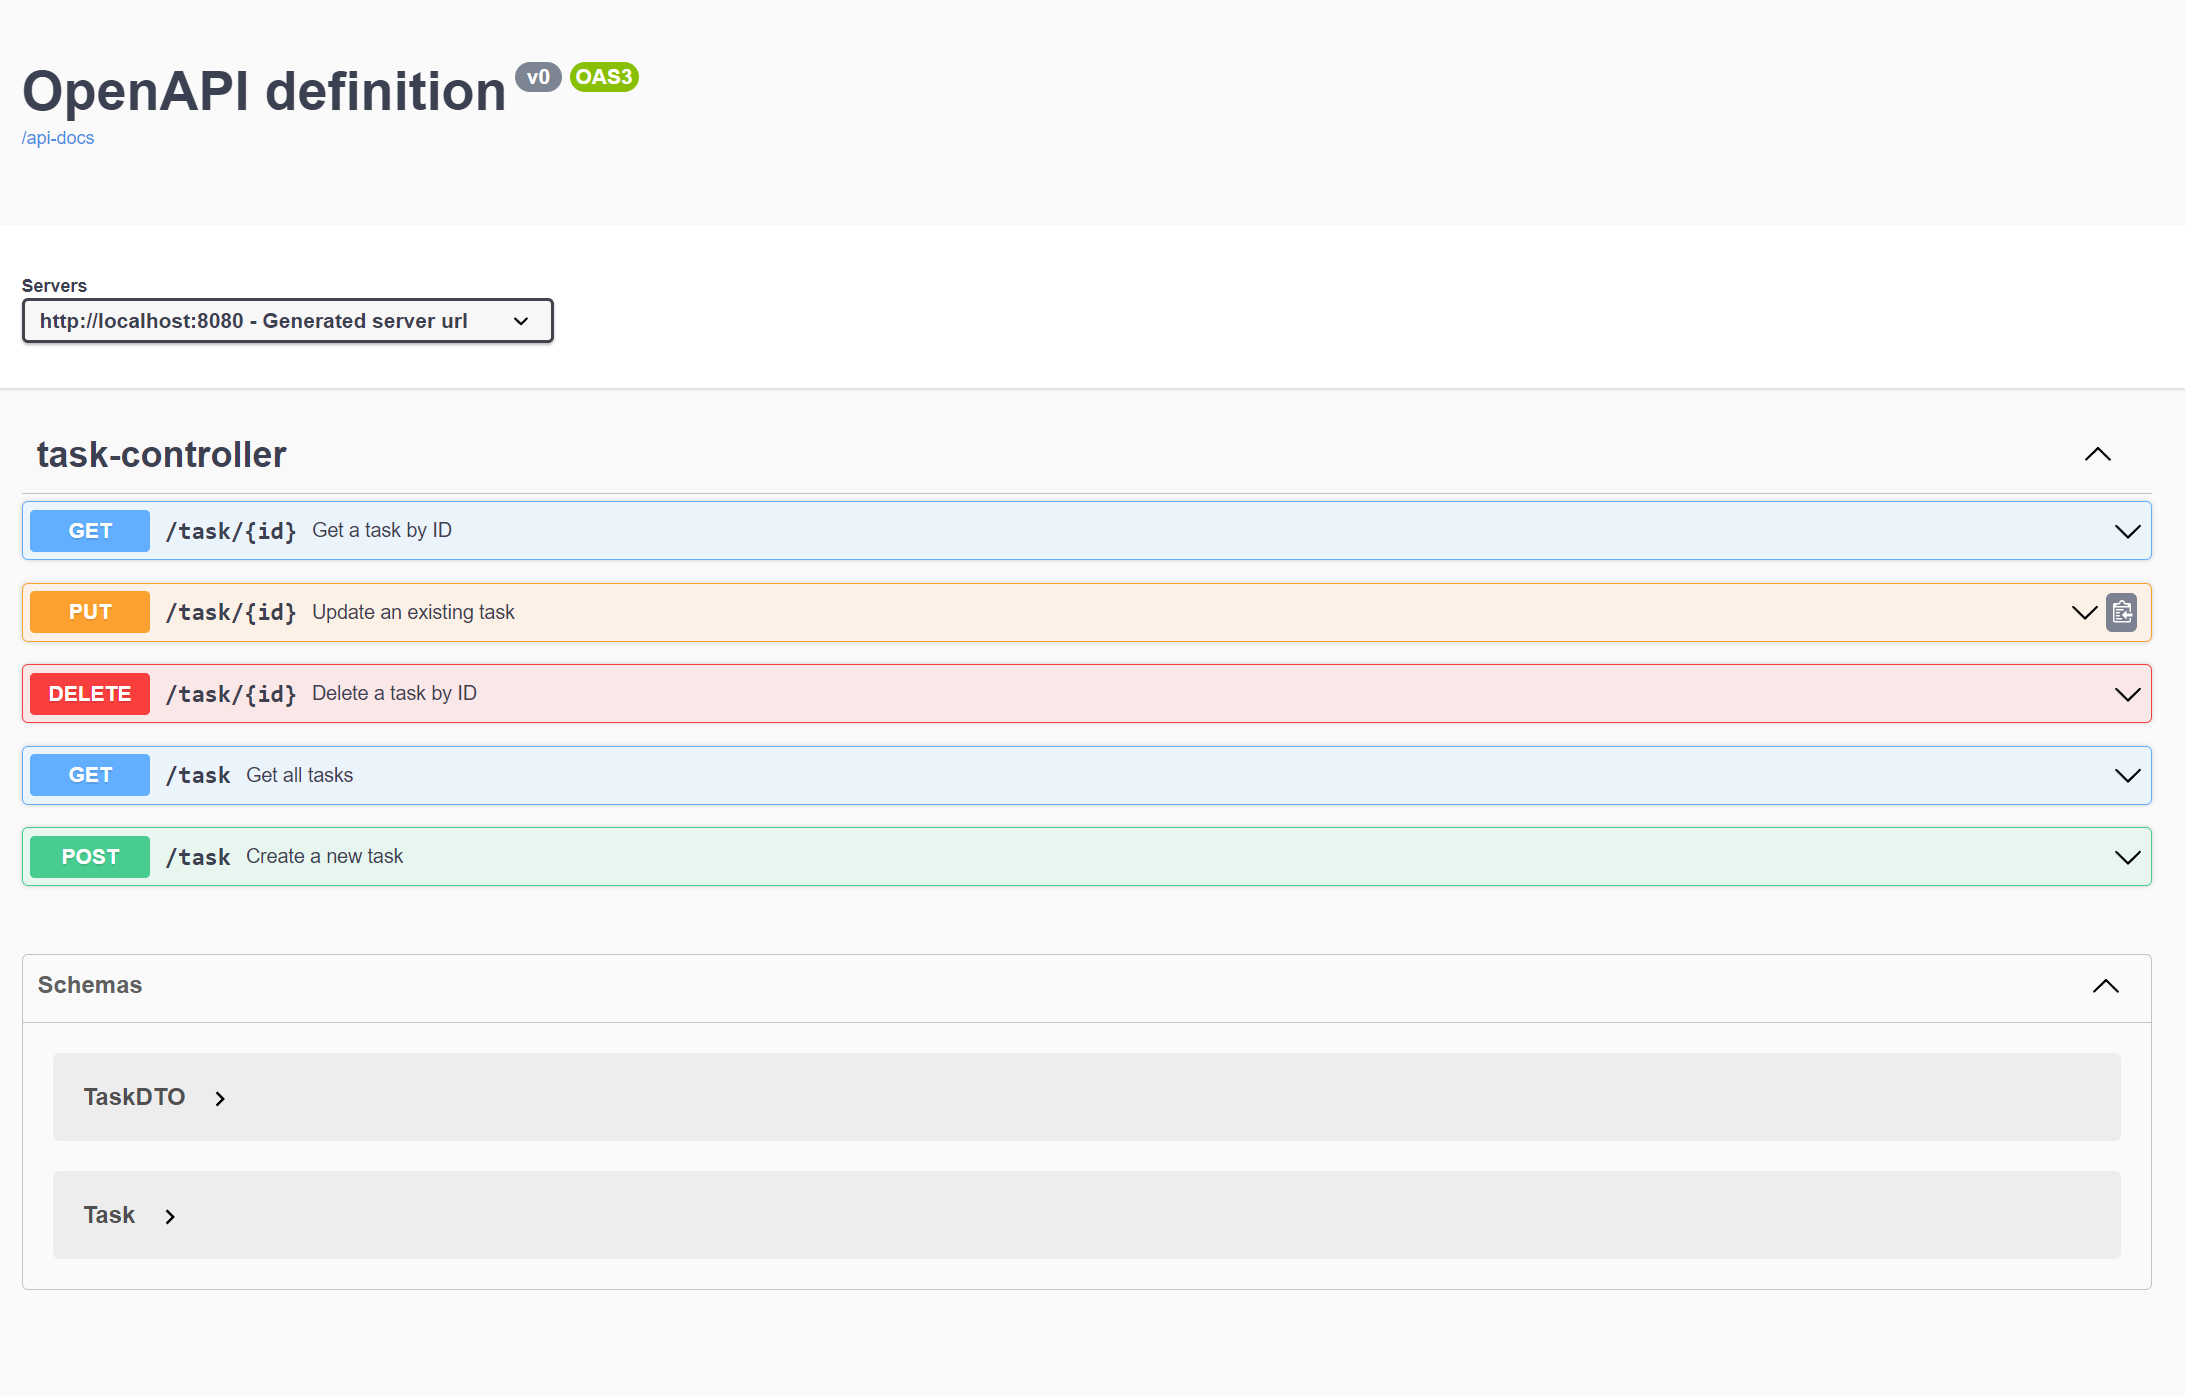 OpenAPI definition v0 OAS3
/api-docs
Servers
http://localhost:8080 - Generated server url
task-controller
GET /task/{id} Get a task by ID
PUT /task/{id} Update an existing task
DELETE /task/{id} Delete a task by ID
GET /task Get all tasks
POST /task Create a new task
Schemas
TaskDTO
Task